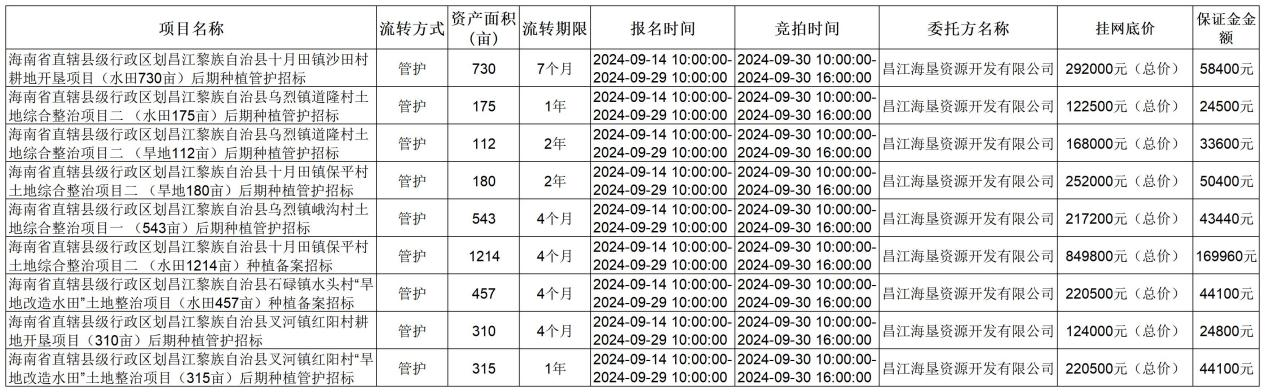 项目名称 流转方式 资产面积（亩） 流转期限 报名时间 竞拍时间 委托方名称 挂网底价 保证金金额
海南省直辖县级行政区划昌江黎族自治县十月田镇沙田村耕地开垦项目（水田730亩）后期种植管护招标 管护 730 7个月 2024-09-14 10:00:00-2024-09-29 10:00:00 2024-09-30 10:00:00-2024-09-30 16:00:00 昌江海垦资源开发有限公司 292000元（总价） 58400元
海南省直辖县级行政区划昌江黎族自治县乌烈镇道隆村土地综合整治项目二 （水田175亩）后期种植管护招标 管护 175 1年 2024-09-14 10:00:00-2024-09-29 10:00:00 2024-09-30 10:00:00-2024-09-30 16:00:00 昌江海垦资源开发有限公司 122500元（总价） 24500元
海南省直辖县级行政区划昌江黎族自治县乌烈镇道隆村土地综合整治项目二 （旱地112亩）后期种植管护招标 管护 112 2年 2024-09-14 10:00:00-2024-09-29 10:00:00 2024-09-30 10:00:00-2024-09-30 16:00:00 昌江海垦资源开发有限公司 168000元（总价） 33600元
海南省直辖县级行政区划昌江黎族自治县十月田镇保平村土地综合整治项目二 （旱地180亩）后期种植管护招标 管护 180 2年 2024-09-14 10:00:00-2024-09-29 10:00:00 2024-09-30 10:00:00-2024-09-30 16:00:00 昌江海垦资源开发有限公司 252000元（总价） 50400元
海南省直辖县级行政区划昌江黎族自治县乌烈镇峨沟村土地综合整治项目一 （543亩）后期种植管护招标 管护 543 4个月 2024-09-14 10:00:00-2024-09-29 10:00:00 2024-09-30 10:00:00-2024-09-30 16:00:00 昌江海垦资源开发有限公司 217200元（总价） 43440元
海南省直辖县级行政区划昌江黎族自治县十月田镇保平村土地综合整治项目二 （水田1214亩）种植备案招标 管护 1214 4个月 2024-09-14 10:00:00-2024-09-29 10:00:00 2024-09-30 10:00:00-2024-09-30 16:00:00 昌江海垦资源开发有限公司 849800元（总价） 169960元
海南省直辖县级行政区划昌江黎族自治县石碌镇水头村“旱地改造水田”土地整治项目（水田457亩）种植备案招标 管护 457 4个月 2024-09-14 10:00:00-2024-09-29 10:00:00 2024-09-30 10:00:00-2024-09-30 16:00:00 昌江海垦资源开发有限公司 220500元（总价） 44100元
海南省直辖县级行政区划昌江黎族自治县叉河镇红阳村耕地开垦项目（310亩）后期种植管护招标 管护 310 4个月 2024-09-14 10:00:00-2024-09-29 10:00:00 2024-09-30 10:00:00-2024-09-30 16:00:00 昌江海垦资源开发有限公司 124000元（总价） 24800元
海南省直辖县级行政区划昌江黎族自治县叉河镇红阳村“旱地改造水田”土地整治项目（315亩）后期种植管护招标 管护 315 1年 2024-09-14 10:00:00-2024-09-29 10:00:00 2024-09-30 10:00:00-2024-09-30 16:00:00 昌江海垦资源开发有限公司 220500元（总价） 44100元